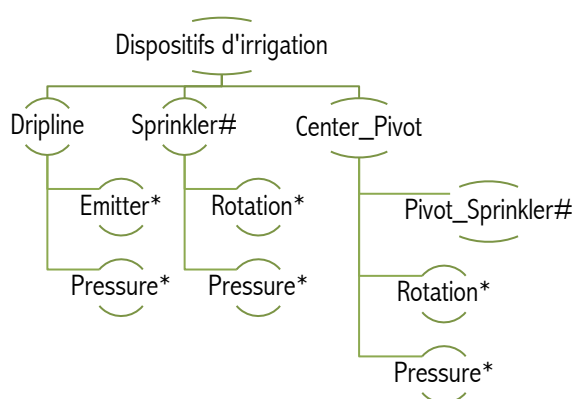 Dispositifs d'irrigation
Dripline
Sprinkler#
Center_Pivot
Emitter*
Rotation*
Pivot_Sprinkler#
Pressure*
Pressure*
Rotation*
Pressure*